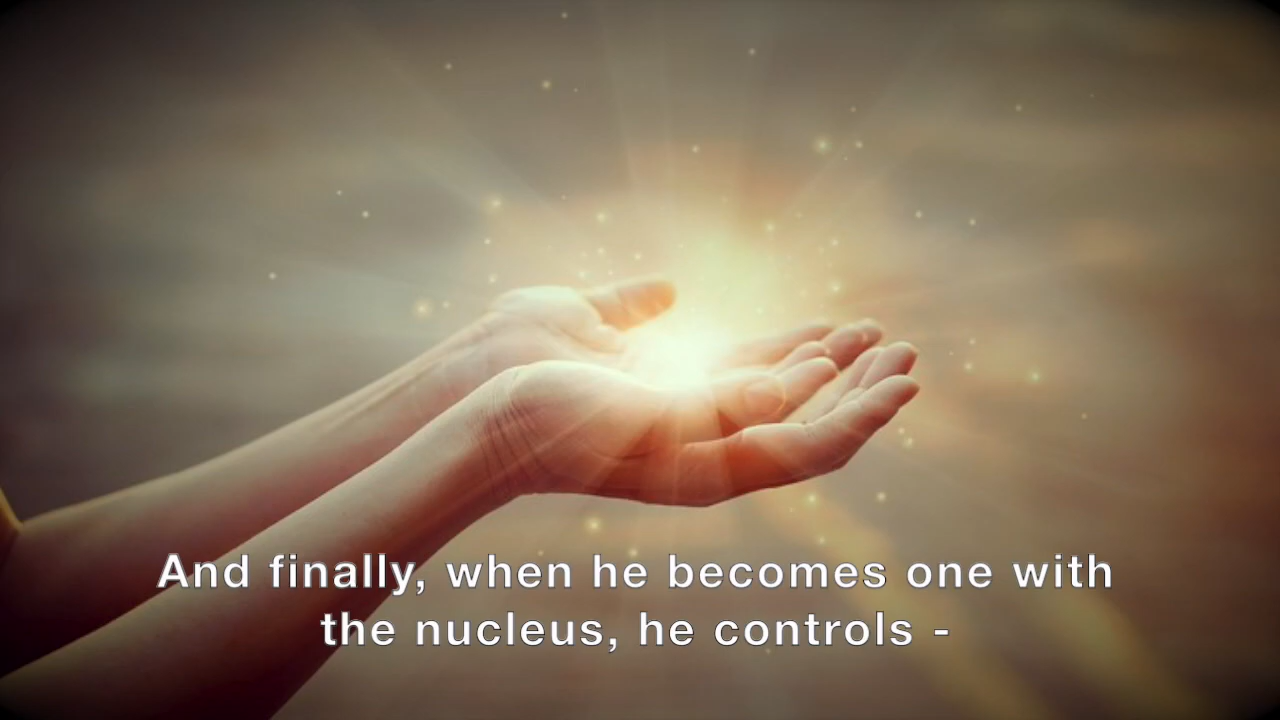 And finally, when he becomes one with
the nucleus, he controls -